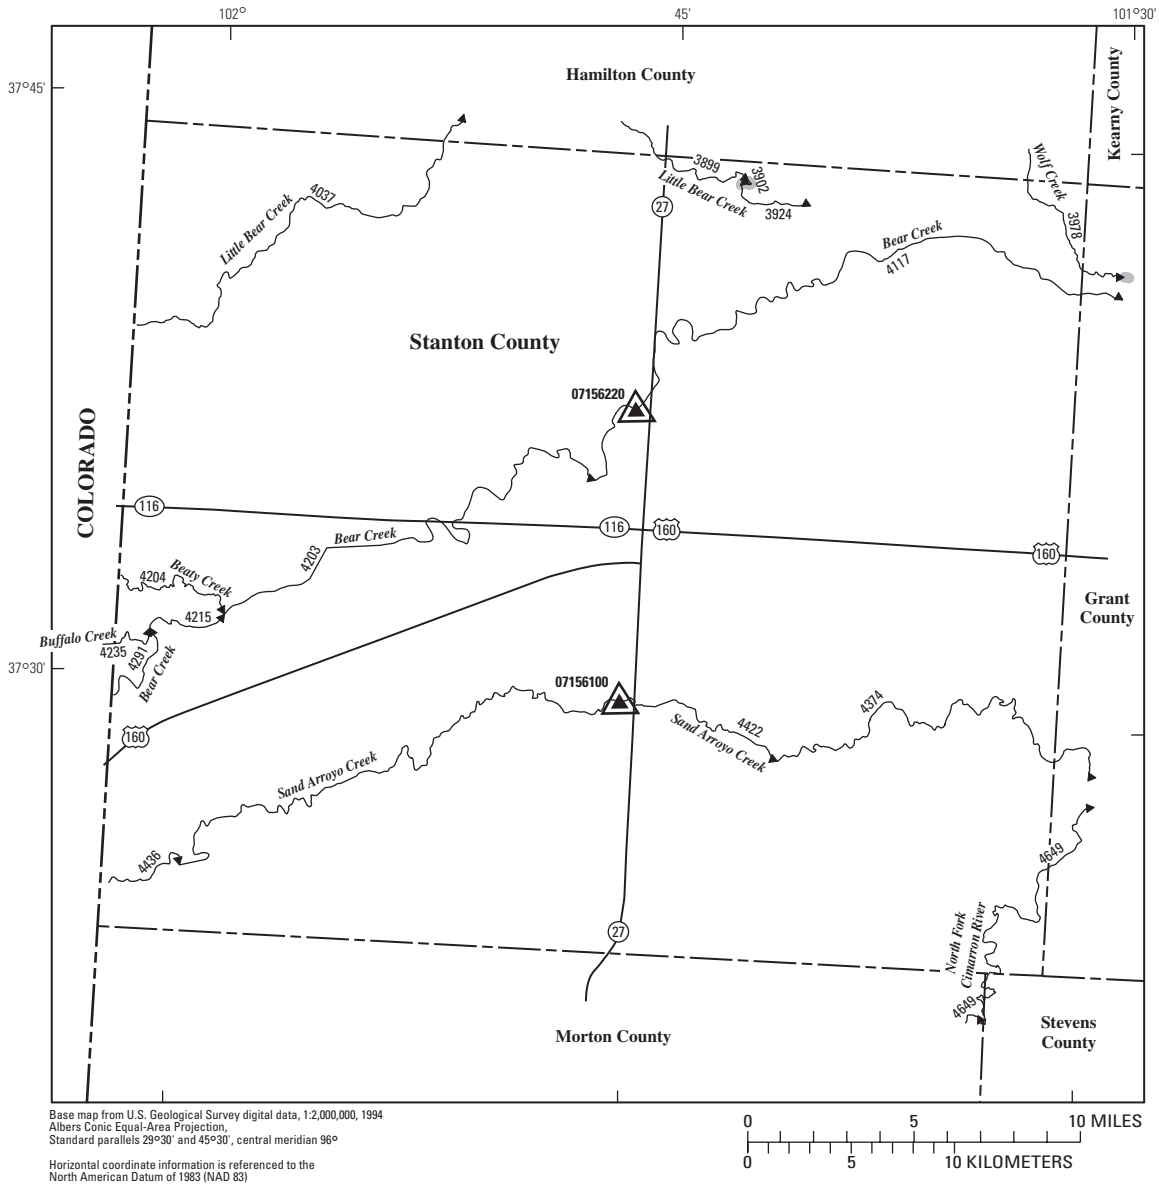 102° 45' 101°30'
Hamilton County
Kearny County
37°45'
Wolf Creek
3899
3902
Little Bear Creek
3924
4037
Little Bear Creek
27
3978
Bear Creek
4117
Stanton County
07156220
COLORADO
116
116
160
160
Bear Creek
4203
Beaty Creek
4204
4215
Grant
County
Buffalo Creek
4235
4291
Bear Creek
37°30'
07156100
160
4374
4422
Sand Arroyo Creek
Sand Arroyo Creek
4436
4649
27
North Fork
Cimarron River
4649
Morton County
Stevens
County
Base map from U.S. Geological Survey digital data, 1:2,000,000, 1994
Albers Conic Equal-Area Projection,
Standard parallels 29°30' and 45°30', central meridian 96°
Horizontal coordinate information is referenced to the
North American Datum of 1983 (NAD 83)
0 5 10 MILES
0 5 10 KILOMETERS